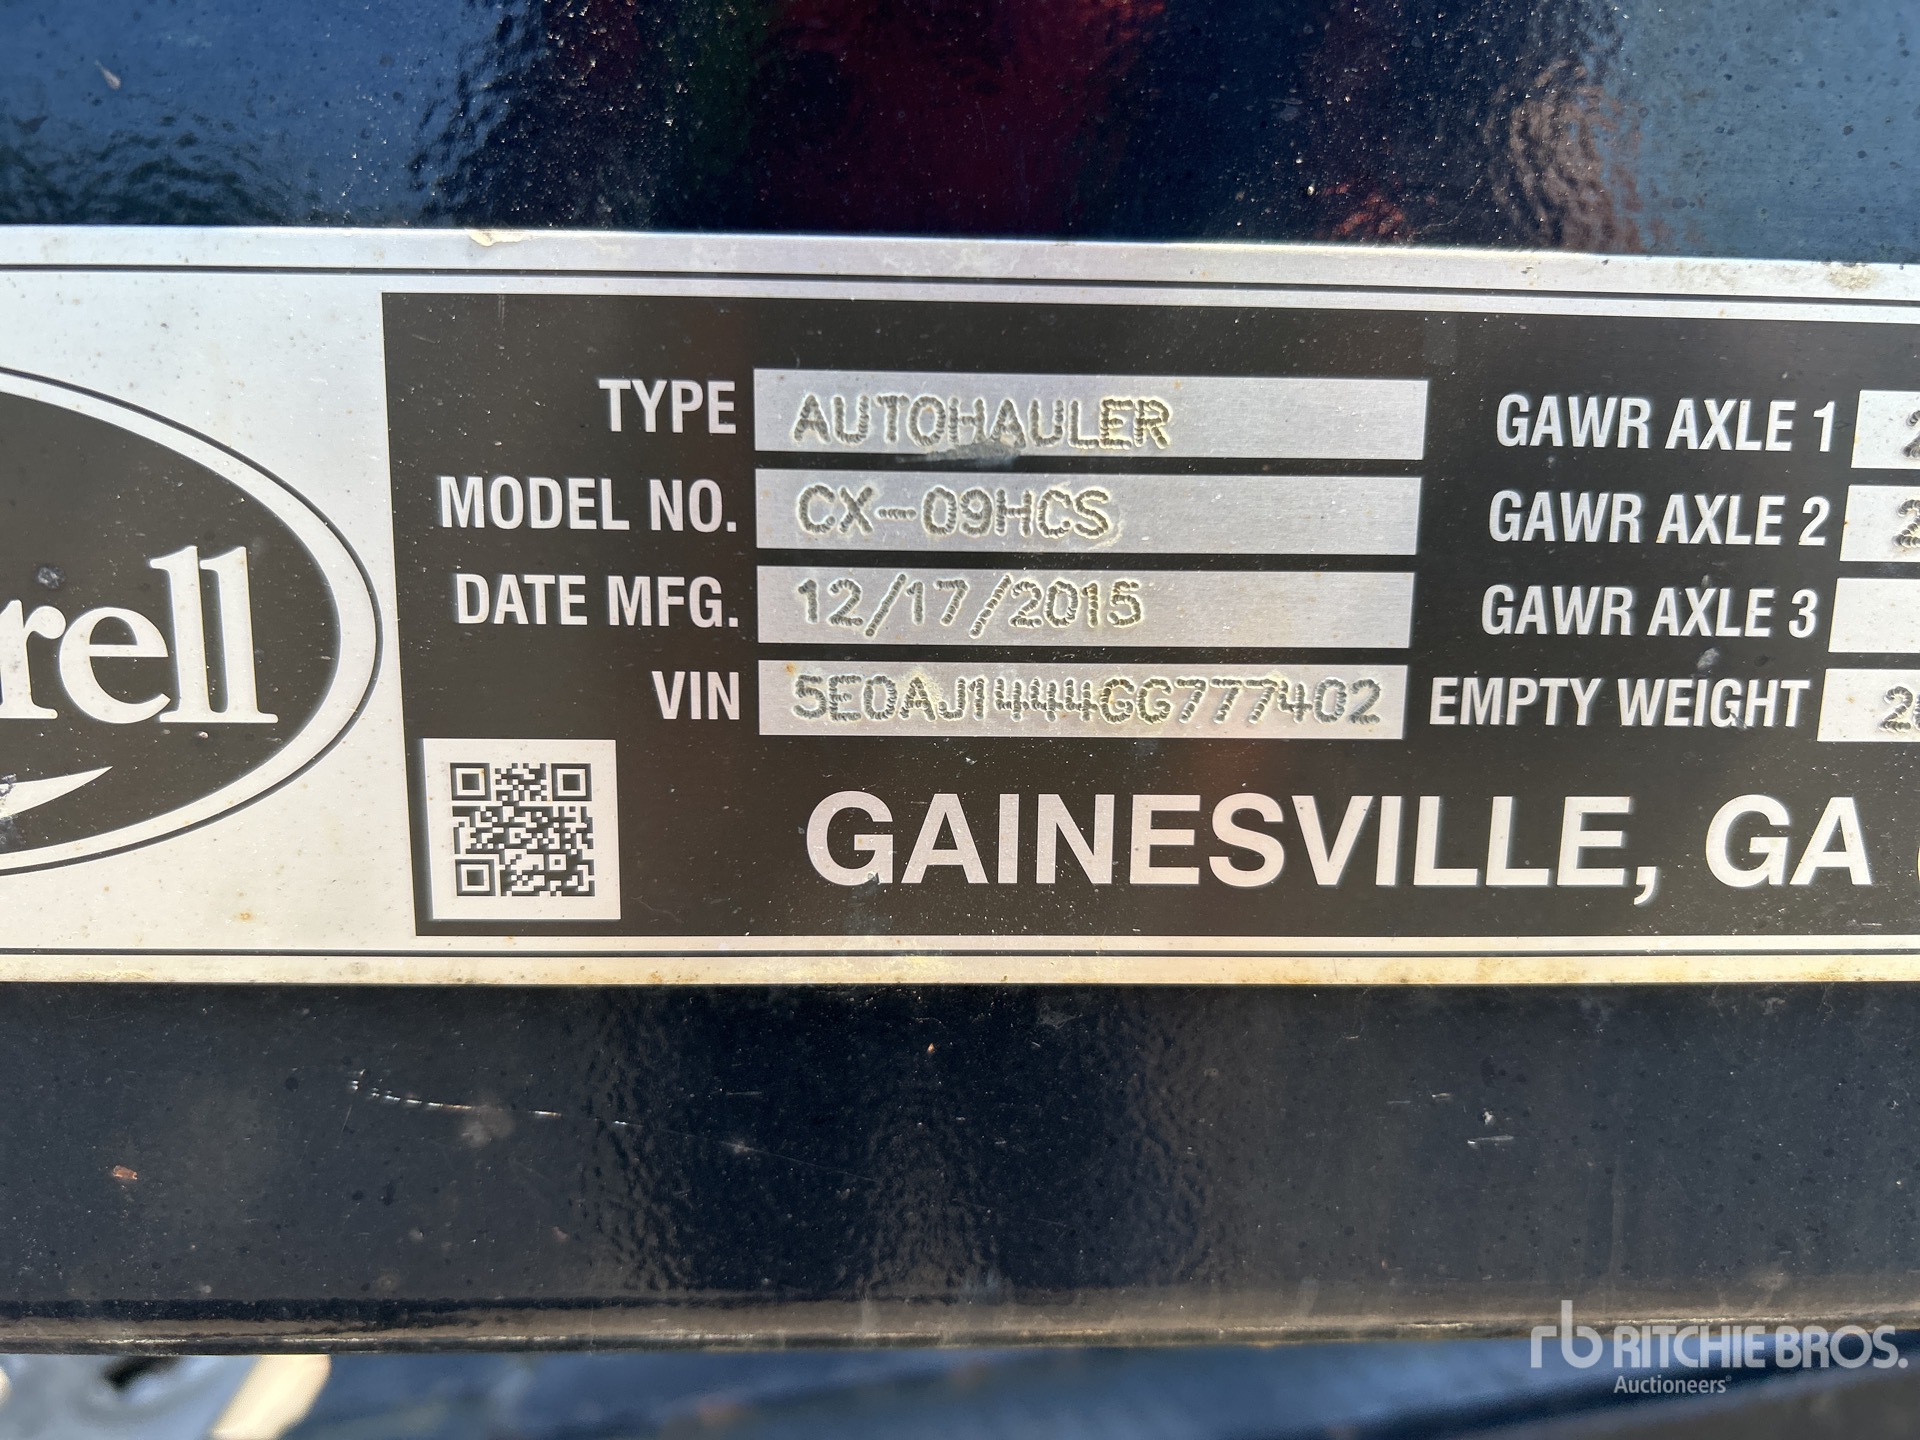 rell
TYPE AUTOHAULER
MODEL NO. CX-09HCS
DATE MFG. 12/17/2015
VIN 5E0AJ1444GG777402
GAWR AXLE 1
GAWR AXLE 2
GAWR AXLE 3
EMPTY WEIGHT
GAINESVILLE, GA
rb RITCHIE BROS.
Auctioneers